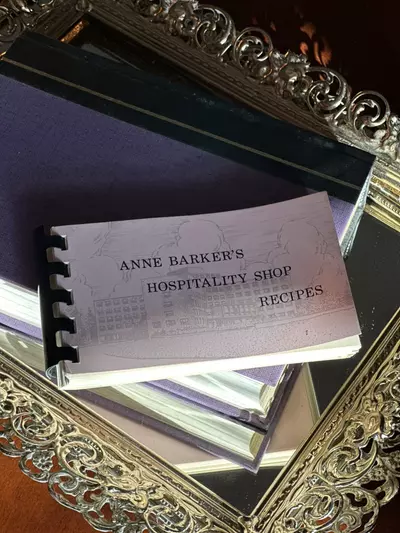 ANNE BARKER'S
HOSPITALITY SHOP
RECIPES